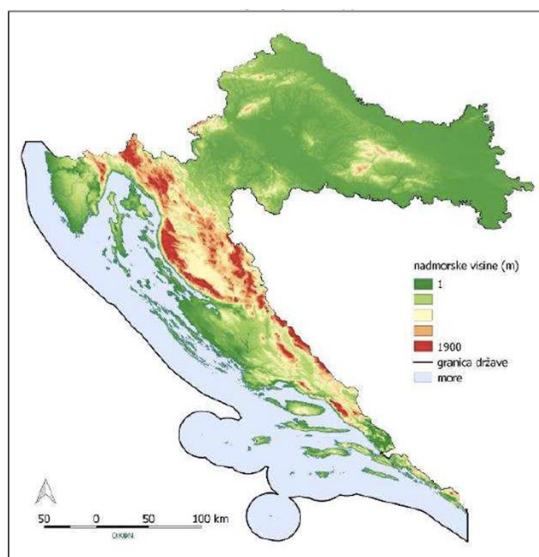 nadmorske visine (m)
1
1900
granica države
more
50 0 50 100 km